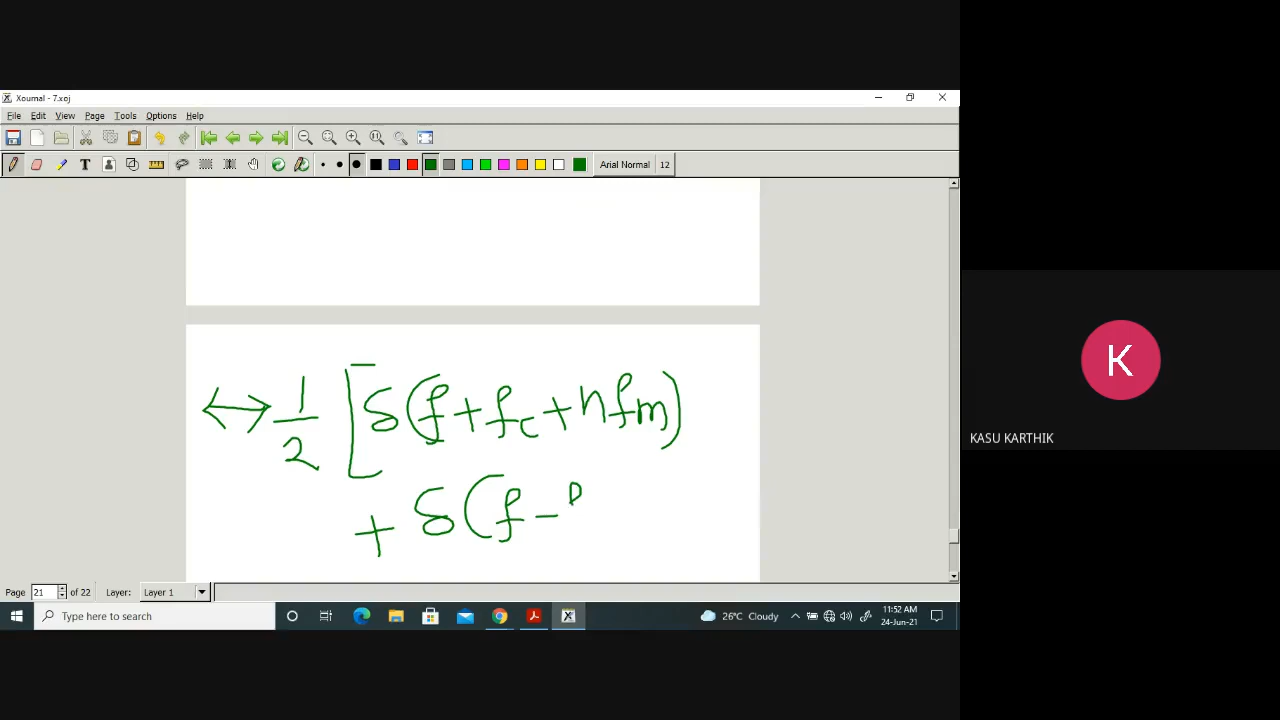 Xournal - 7.xoj
File Edit View Page Tools Options Help
Arial Normal 12
↔ 1/2 [δ(f + fc + nfm)
+ δ(f -
KASU KARTHIK
K
Page 21 of 22 Layer: Layer 1
Type here to search
26°C Cloudy
11:52 AM
24-Jun-21